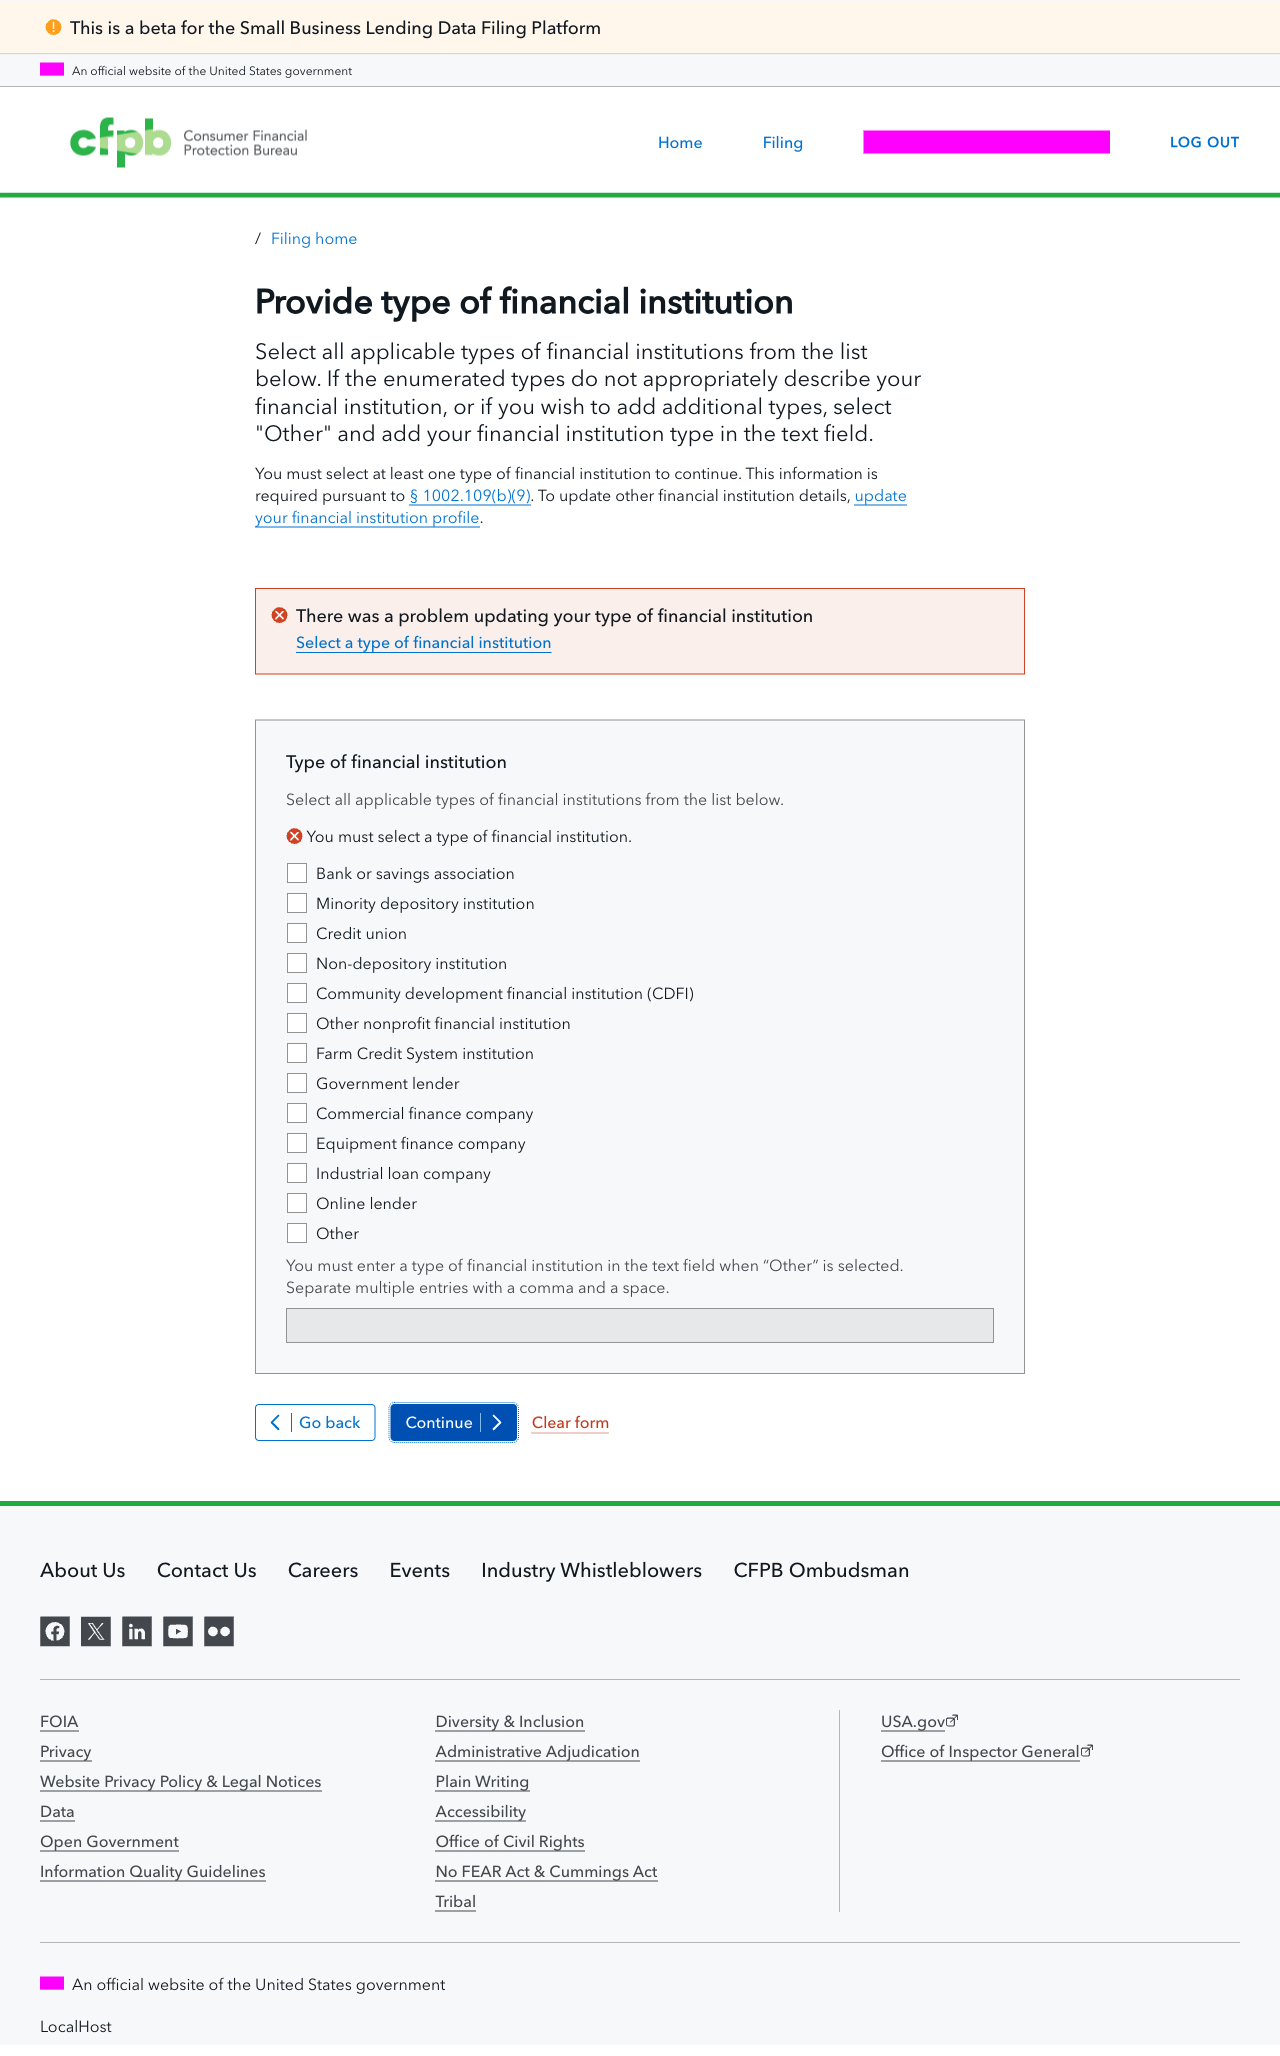 This is a beta for the Small Business Lending Data Filing Platform
An official website of the United States government
cfpb Consumer Financial
Protection Bureau
Home Filing LOG OUT
/ Filing home
Provide type of financial institution
Select all applicable types of financial institutions from the list
below. If the enumerated types do not appropriately describe your
financial institution, or if you wish to add additional types, select
"Other" and add your financial institution type in the text field.
You must select at least one type of financial institution to continue. This information is
required pursuant to § 1002.109(b)(9). To update other financial institution details, update
your financial institution profile.
There was a problem updating your type of financial institution
Select a type of financial institution
Type of financial institution
Select all applicable types of financial institutions from the list below.
You must select a type of financial institution.
Bank or savings association
Minority depository institution
Credit union
Non-depository institution
Community development financial institution (CDFI)
Other nonprofit financial institution
Farm Credit System institution
Government lender
Commercial finance company
Equipment finance company
Industrial loan company
Online lender
Other
You must enter a type of financial institution in the text field when “Other” is selected.
Separate multiple entries with a comma and a space.
Go back Continue Clear form
About Us Contact Us Careers Events Industry Whistleblowers CFPB Ombudsman
FOIA
Privacy
Website Privacy Policy & Legal Notices
Data
Open Government
Information Quality Guidelines
Diversity & Inclusion
Administrative Adjudication
Plain Writing
Accessibility
Office of Civil Rights
No FEAR Act & Cummings Act
Tribal
USA.gov
Office of Inspector General
An official website of the United States government
LocalHost